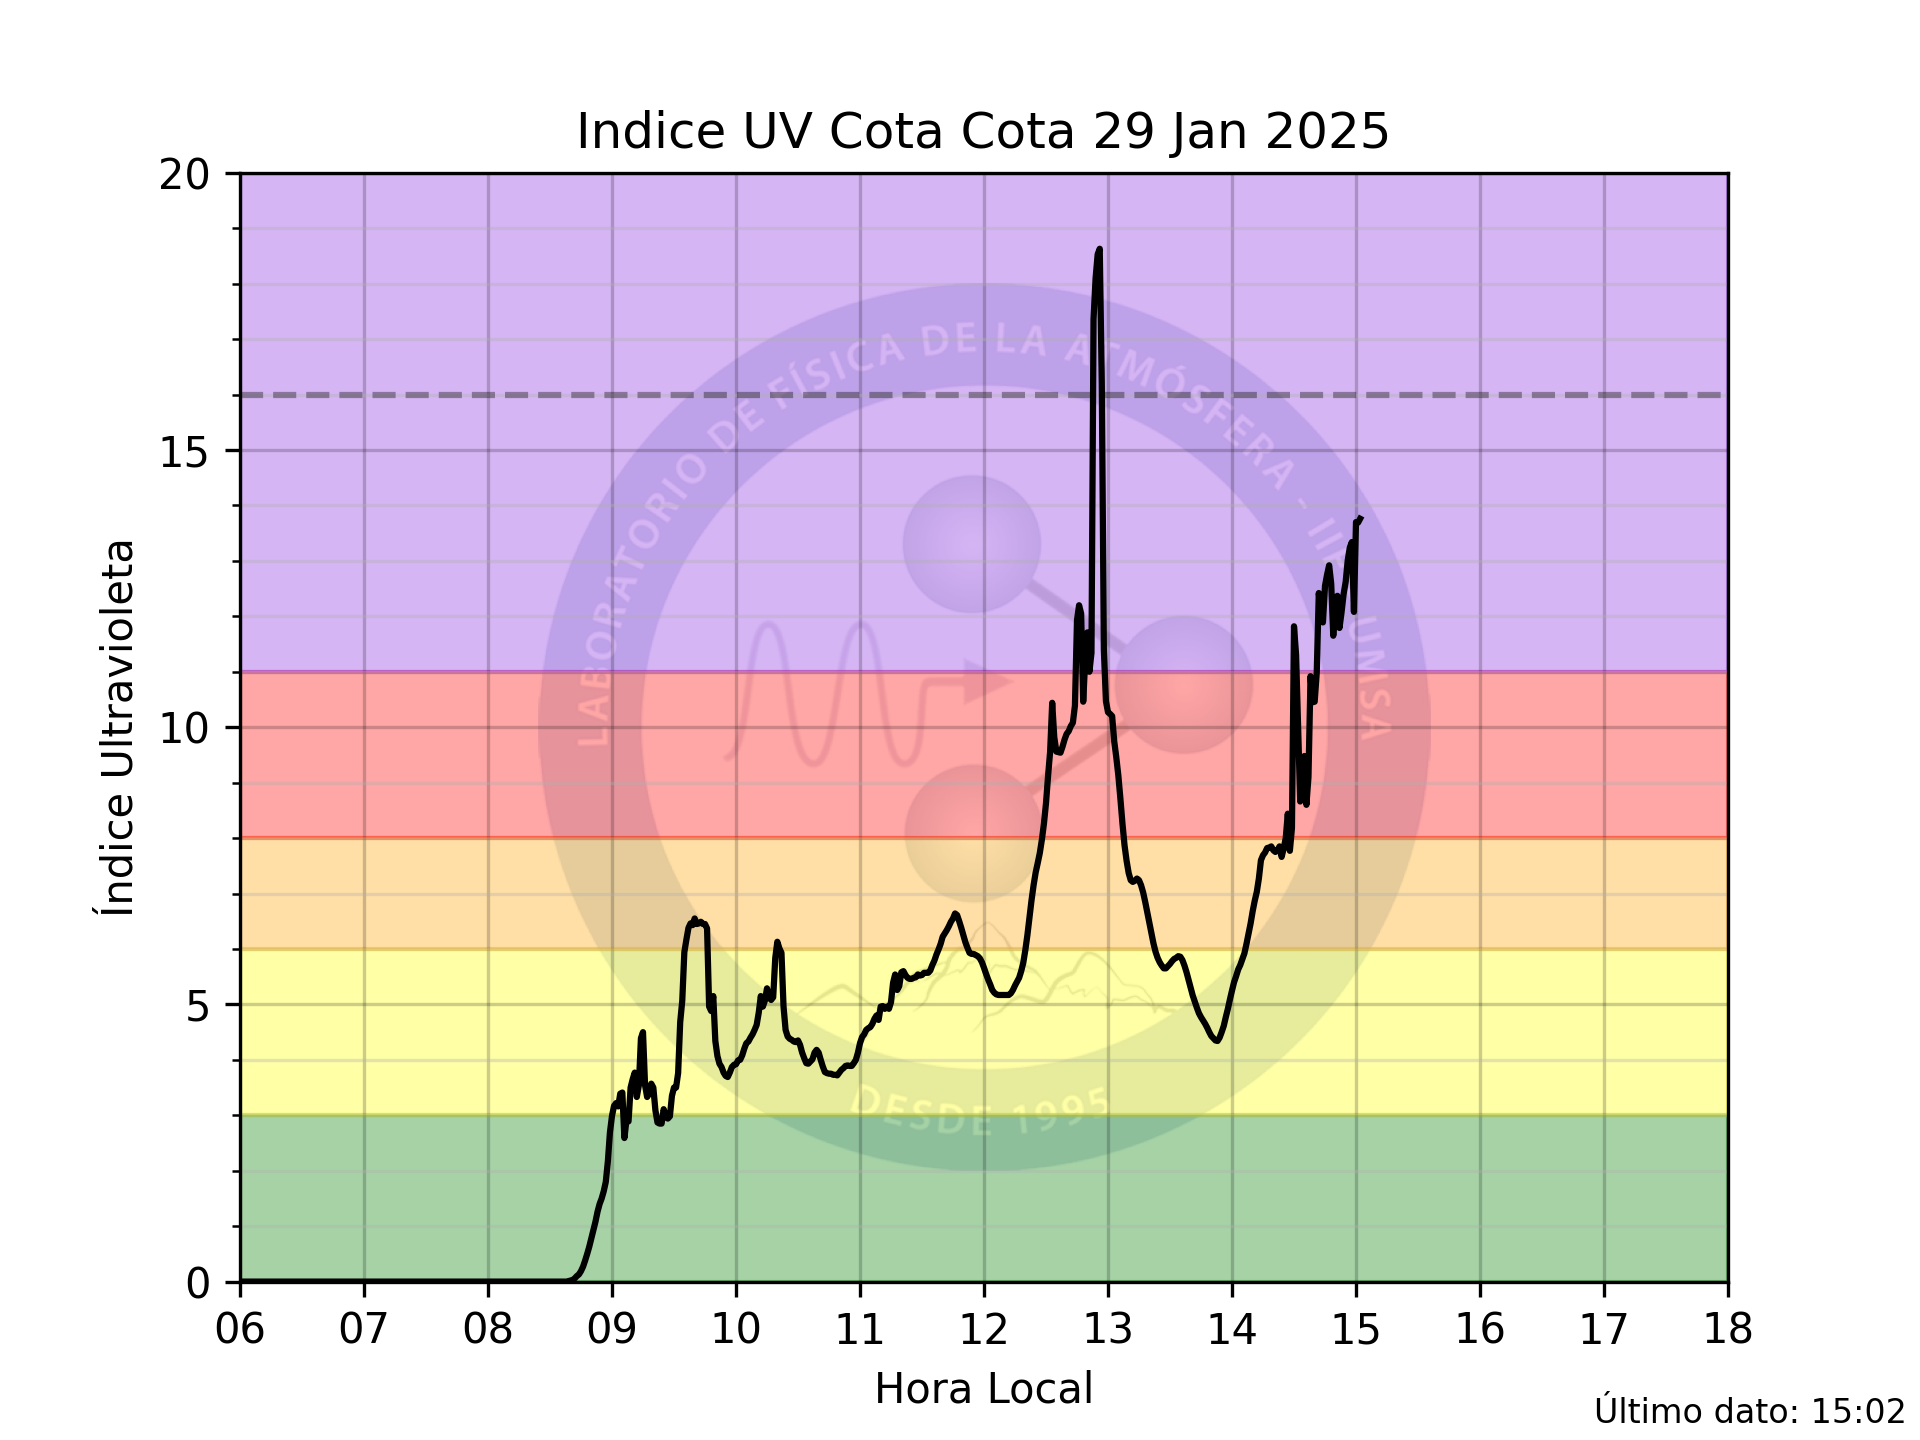 Indice UV Cota Cota 29 Jan 2025
20
15
10
5
0
Índice Ultravioleta
LABORATORIO DE FÍSICA DE LA ATMÓSFERA - IIF UMSA
DESDE 1995
06 07 08 09 10 11 12 13 14 15 16 17 18
Hora Local
Último dato: 15:02